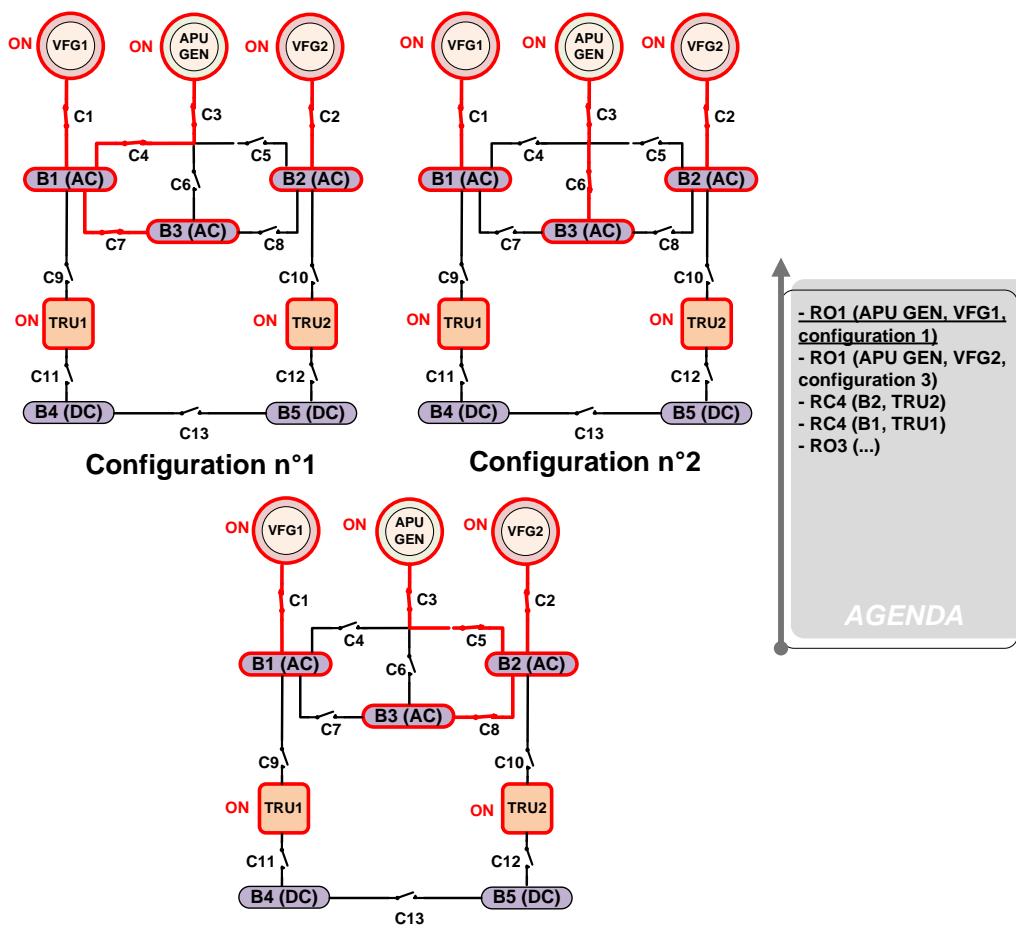 ON
VFG1
ON
APU
GEN
ON
VFG2
C1
C3
C2
C4
C5
B1 (AC)
C6
B2 (AC)
B3 (AC)
C7
C8
C9
C10
ON
TRU1
ON
TRU2
C11
C12
B4 (DC)
B5 (DC)
C13
Configuration n°1
ON
VFG1
ON
APU
GEN
ON
VFG2
C1
C3
C2
C4
C5
B1 (AC)
C6
B2 (AC)
B3 (AC)
C7
C8
C9
C10
ON
TRU1
ON
TRU2
C11
C12
B4 (DC)
B5 (DC)
C13
Configuration n°2
- RO1 (APU GEN, VFG1,
configuration 1)
- RO1 (APU GEN, VFG2,
configuration 3)
- RC4 (B2, TRU2)
- RC4 (B1, TRU1)
- RO3 (...)
AGENDA
ON
VFG1
ON
APU
GEN
ON
VFG2
C1
C3
C2
C4
C5
B1 (AC)
C6
B2 (AC)
B3 (AC)
C7
C8
C9
C10
ON
TRU1
ON
TRU2
C11
C12
B4 (DC)
B5 (DC)
C13